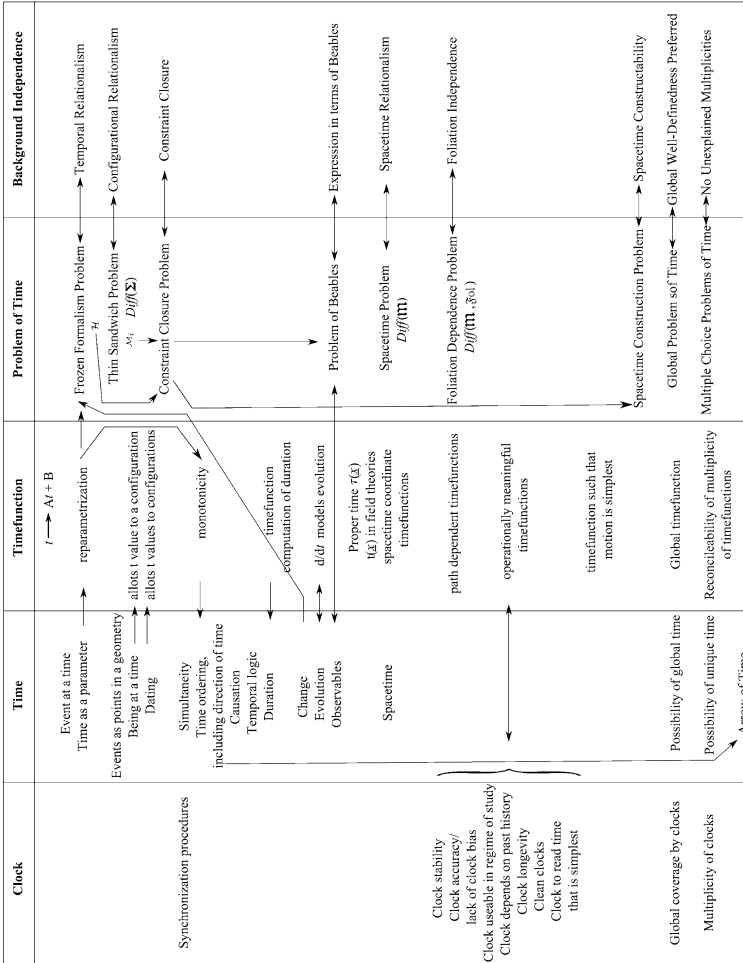 Clock
Time
Timefunction
Problem of Time
Background Independence
Event at a time
Time as a parameter
t → At + B
reparametrization
Frozen Formalism Problem
Temporal Relationalism
ℋ
Events as points in a geometry
Being at a time
Dating
allots t value to a configuration
allots t values to configurations
Thin Sandwich Problem
ℳᵢ Diff(Σ)
Configurational Relationalism
Constraint Closure Problem
Constraint Closure
Synchronization procedures
Simultaneity
Time ordering,
including direction of time
Causation
Temporal logic
Duration
monotonicity
timefunction
computation of duration
Change
Evolution
Observables
d/dt models evolution
Problem of Beables
Expression in terms of Beables
Spacetime
Proper time τ(x)
t(x) in field theories
spacetime coordinate
timefunctions
Spacetime Problem
Diff(𝔐)
Spacetime Relationalism
path dependent timefunctions
Foliation Dependence Problem
Diff(𝔐, 𝔉ol)
Foliation Independence
Clock stability
Clock accuracy/
lack of clock bias
Clock useable in regime of study
Clock depends on past history
Clock longevity
Clean clocks
Clock to read time
that is simplest
operationally meaningful
timefunctions
timefunction such that
motion is simplest
Spacetime Construction Problem
Spacetime Constructability
Global coverage by clocks
Possibility of global time
Global timefunction
Global Problem sof Time
Global Well-Definedness Preferred
Multiplicity of clocks
Possibility of unique time
Reconcileability of multiplicity
of timefunctions
Multiple Choice Problems of Time
No Unexplained Multiplicities
Arrow of Time